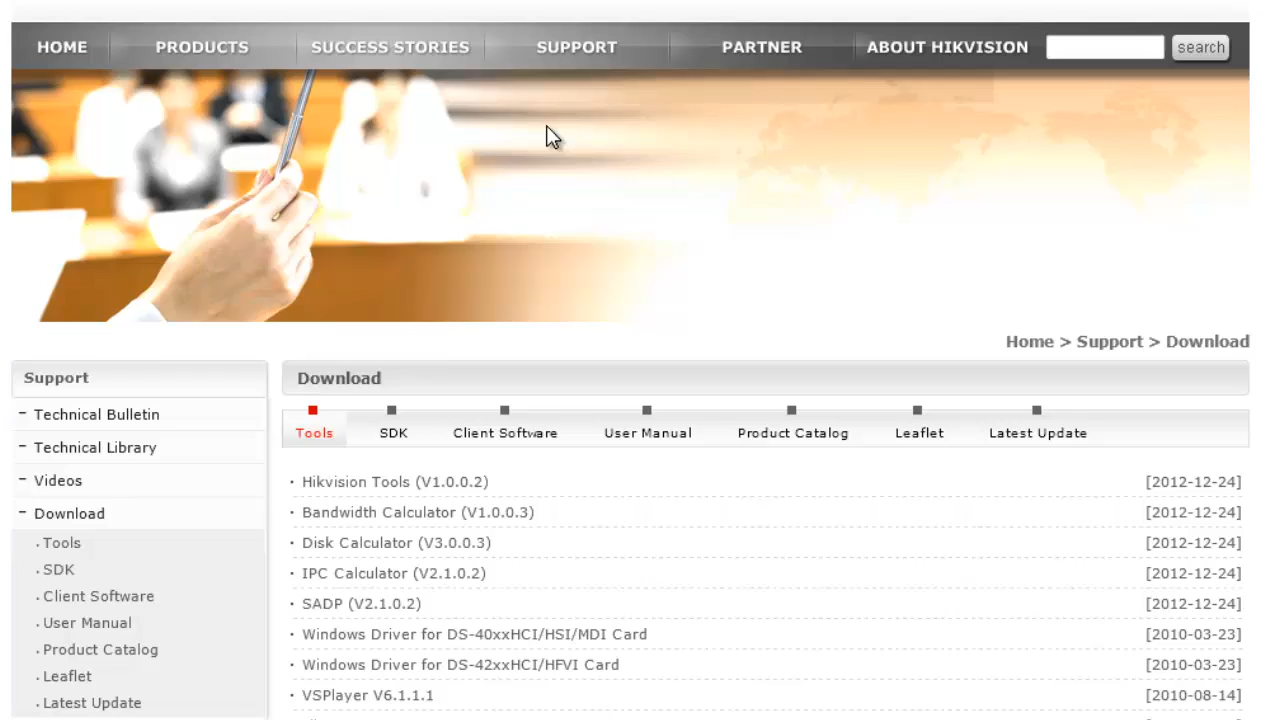 HOME PRODUCTS SUCCESS STORIES SUPPORT PARTNER ABOUT HIKVISION search
Home > Support > Download
Support
- Technical Bulletin
- Technical Library
- Videos
- Download
. Tools
. SDK
. Client Software
. User Manual
. Product Catalog
. Leaflet
. Latest Update
Download
Tools SDK Client Software User Manual Product Catalog Leaflet Latest Update
· Hikvision Tools (V1.0.0.2) [2012-12-24]
· Bandwidth Calculator (V1.0.0.3) [2012-12-24]
· Disk Calculator (V3.0.0.3) [2012-12-24]
· IPC Calculator (V2.1.0.2) [2012-12-24]
· SADP (V2.1.0.2) [2012-12-24]
· Windows Driver for DS-40xxHCI/HSI/MDI Card [2010-03-23]
· Windows Driver for DS-42xxHCI/HFVI Card [2010-03-23]
· VSPlayer V6.1.1.1 [2010-08-14]